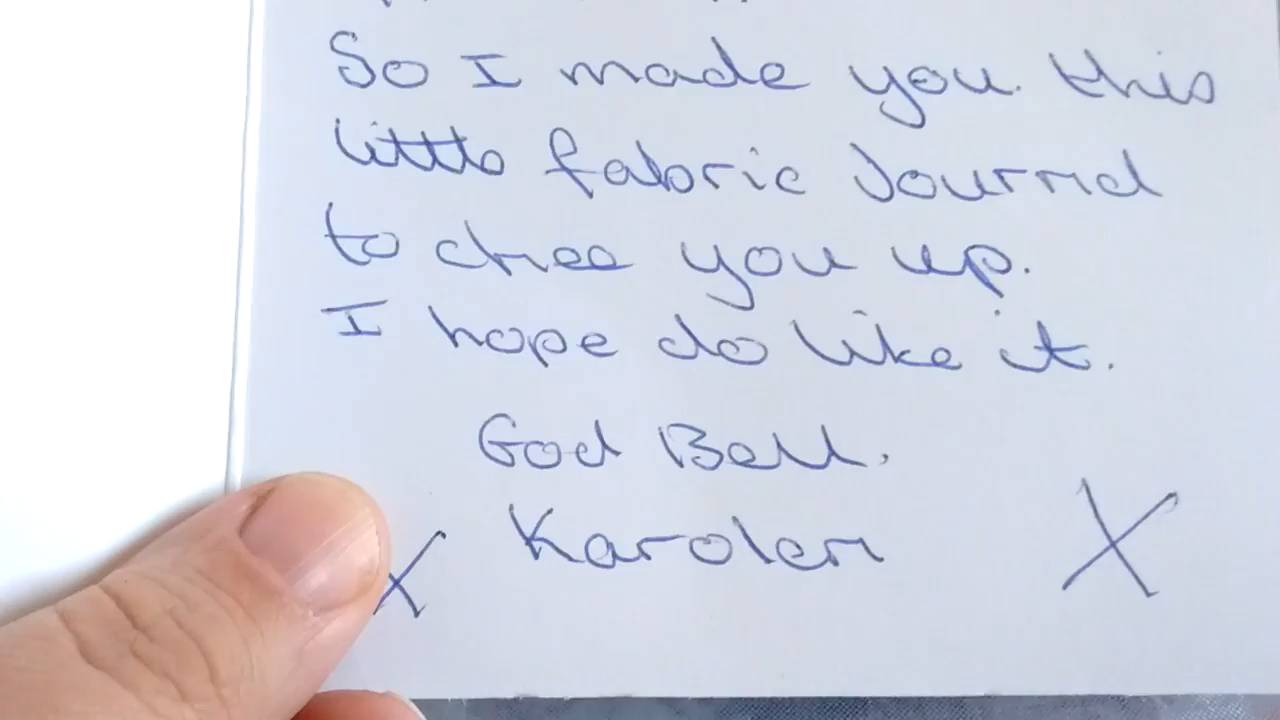 So I made you this
little fabric Journal
to chee you up.
I hope do like it.
God Bell.
Karolen
X X